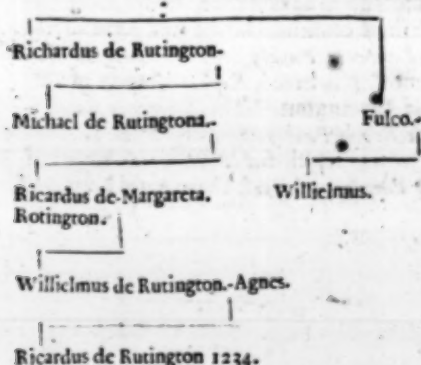 Richardus de Rutington-
Michael de Rutingtona.- Fulco.-
Ricardus de-Margareta. Willielmus.
Rotington.
Willielmus de Rutington.-Agnes.
Ricardus de Rutington 1234.